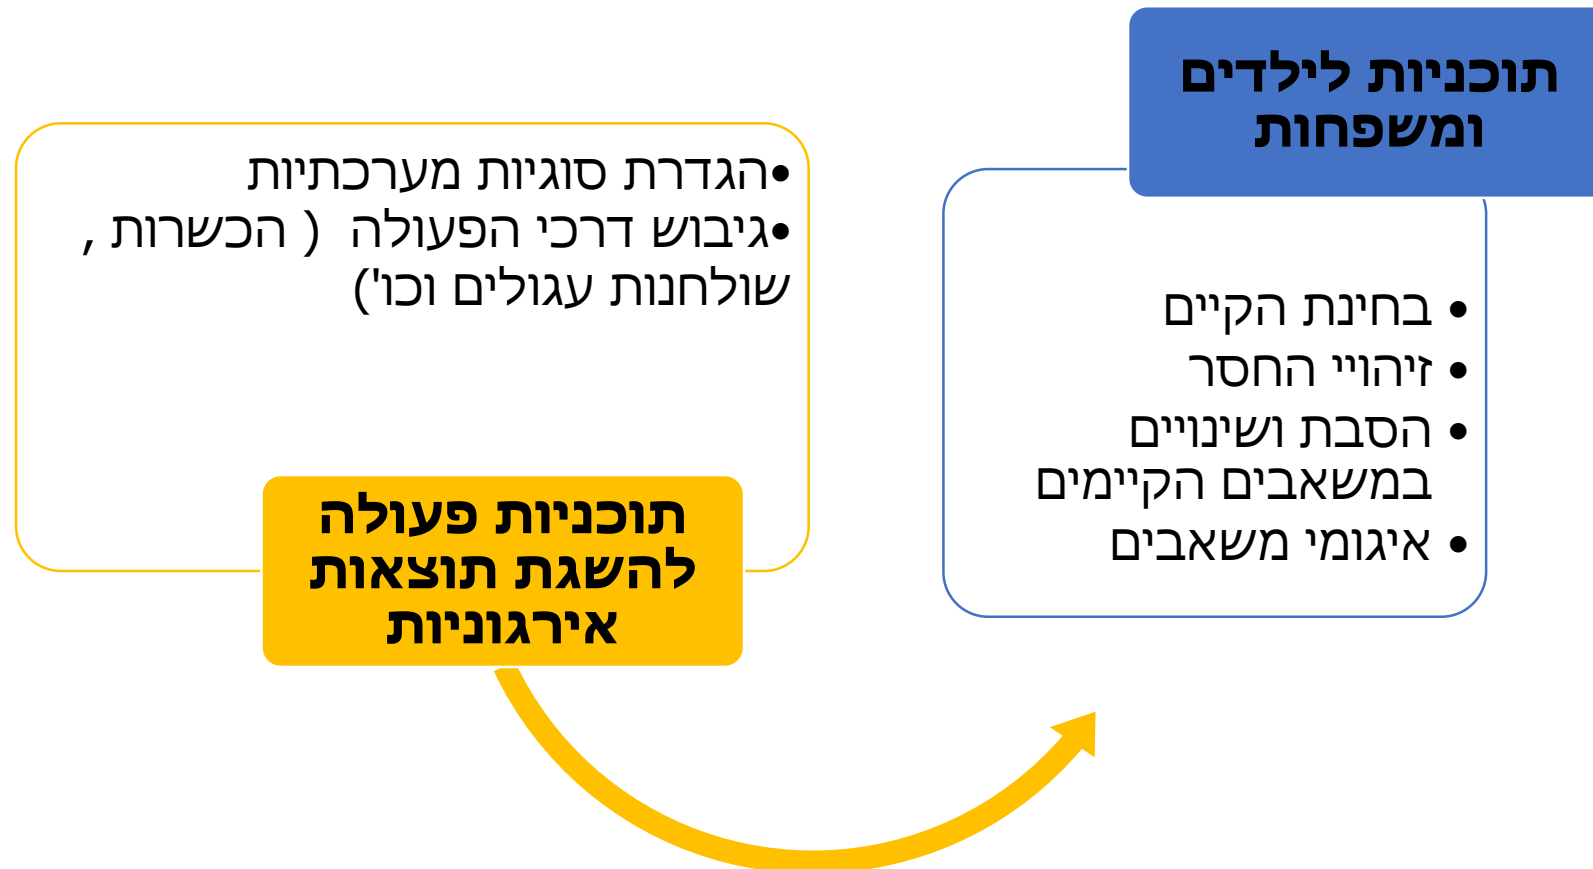 תוכניות לילדים
ומשפחות
• בחינת הקיים
• זיהויי החסר
• הסבת ושינויים
במשאבים הקיימים
• איגומי משאבים
•הגדרת סוגיות מערכתיות
•גיבוש דרכי הפעולה ( הכשרות ,
שולחנות עגולים וכו')
תוכניות פעולה
להשגת תוצאות
אירגוניות